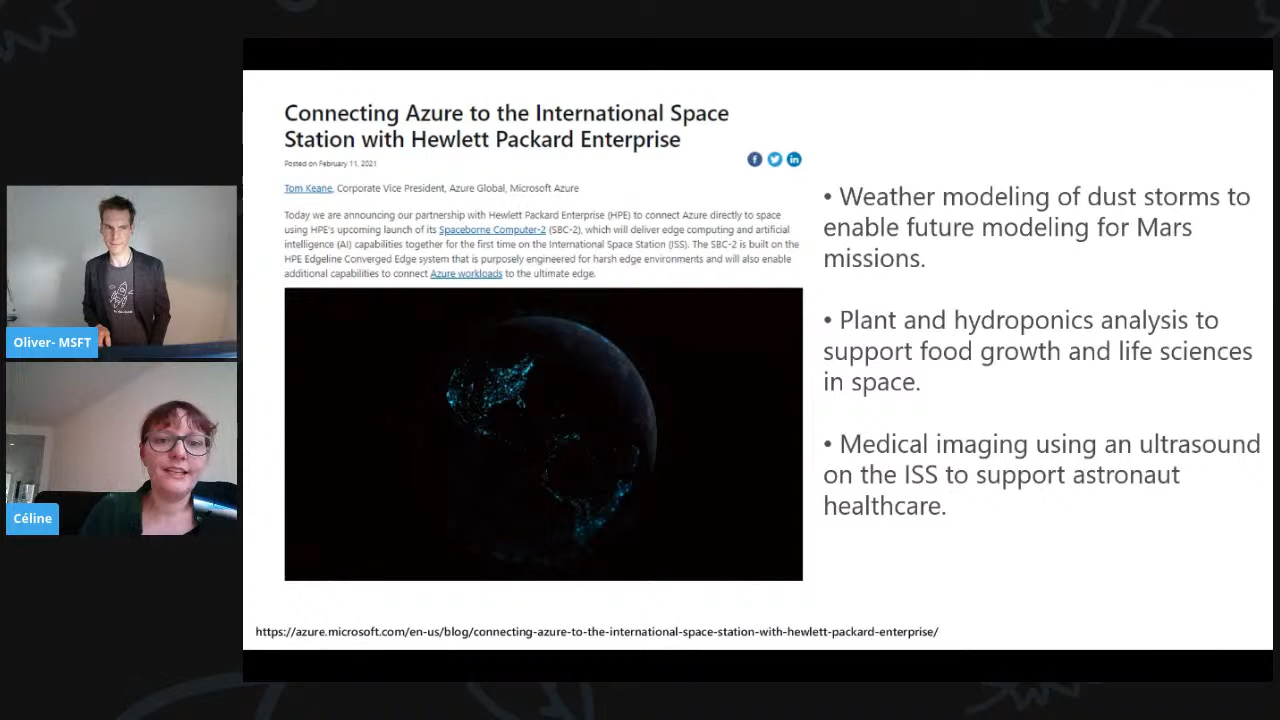 Connecting Azure to the International Space
Station with Hewlett Packard Enterprise
Posted on February 11, 2021
Tom Keane, Corporate Vice President, Azure Global, Microsoft Azure
Today we are announcing our partnership with Hewlett Packard Enterprise (HPE) to connect Azure directly to space
using HPE's upcoming launch of its Spaceborne Computer-2 (SBC-2), which will deliver edge computing and artificial
intelligence (AI) capabilities together for the first time on the International Space Station (ISS). The SBC-2 is built on the
HPE Edgeline Converged Edge system that is purposely engineered for harsh edge environments and will also enable
additional capabilities to connect Azure workloads to the ultimate edge.
• Weather modeling of dust storms to
enable future modeling for Mars
missions.
• Plant and hydroponics analysis to
support food growth and life sciences
in space.
• Medical imaging using an ultrasound
on the ISS to support astronaut
healthcare.
https://azure.microsoft.com/en-us/blog/connecting-azure-to-the-international-space-station-with-hewlett-packard-enterprise/
Oliver- MSFT
Céline